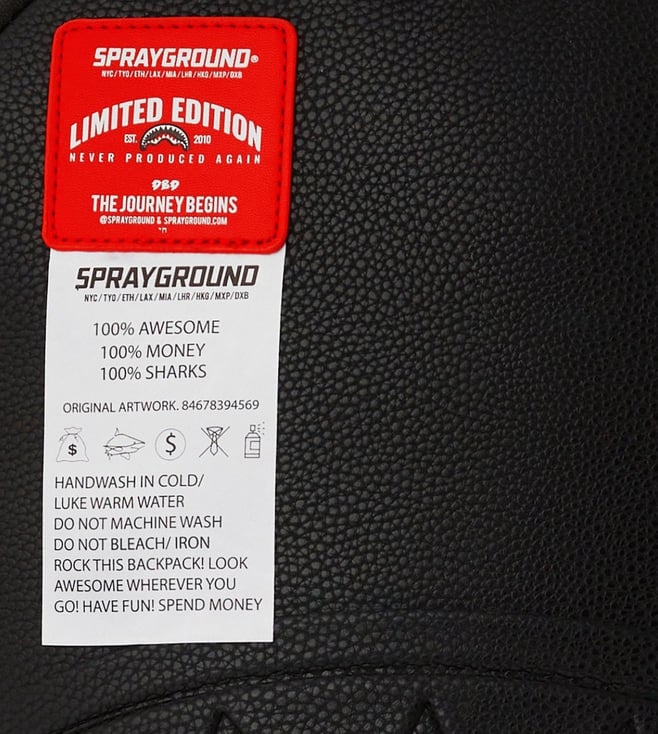 SPRAYGROUND®
NYC/TYO/ETH/LAX/MIA/LHR/HKG/MXP/DXB
LIMITED EDITION
EST. 2010
NEVER PRODUCED AGAIN
THE JOURNEY BEGINS
@SPRAYGROUND & SPRAYGROUND.COM
SPRAYGROUND
NYC/TYO/ETH/LAX/MIA/LHR/HKG/MXP/DXB
100% AWESOME
100% MONEY
100% SHARKS
ORIGINAL ARTWORK. 84678394569
$ $
HANDWASH IN COLD/
LUKE WARM WATER
DO NOT MACHINE WASH
DO NOT BLEACH/ IRON
ROCK THIS BACKPACK! LOOK
AWESOME WHEREVER YOU
GO! HAVE FUN! SPEND MONEY